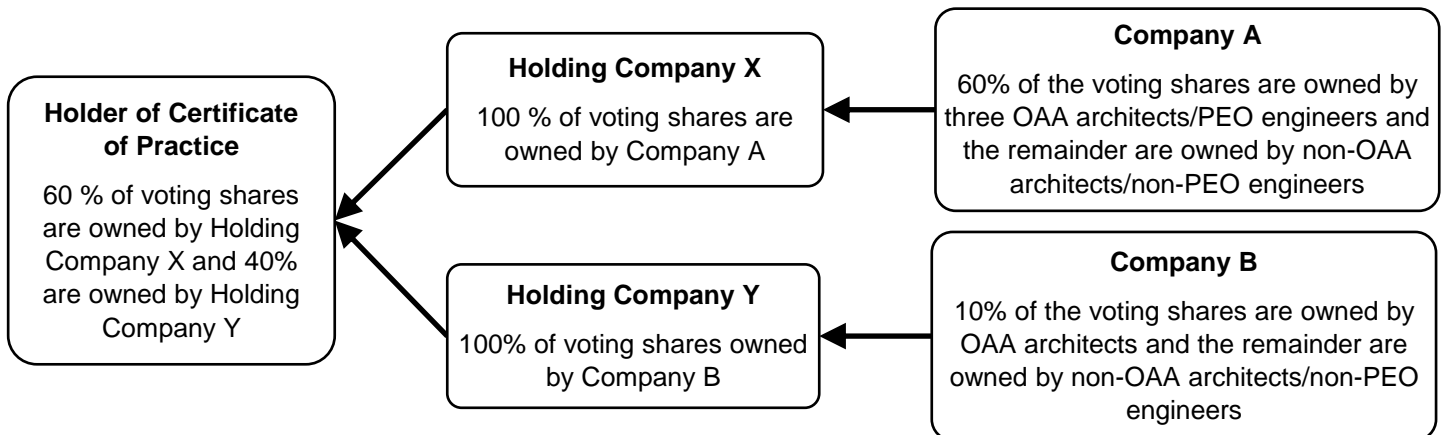 Holder of Certificate
of Practice
60 % of voting shares
are owned by Holding
Company X and 40%
are owned by Holding
Company Y
Holding Company X
100 % of voting shares are
owned by Company A
Holding Company Y
100% of voting shares owned
by Company B
Company A
60% of the voting shares are owned by
three OAA architects/PEO engineers and
the remainder are owned by non-OAA
architects/non-PEO engineers
Company B
10% of the voting shares are owned by
OAA architects and the remainder are
owned by non-OAA architects/non-PEO
engineers